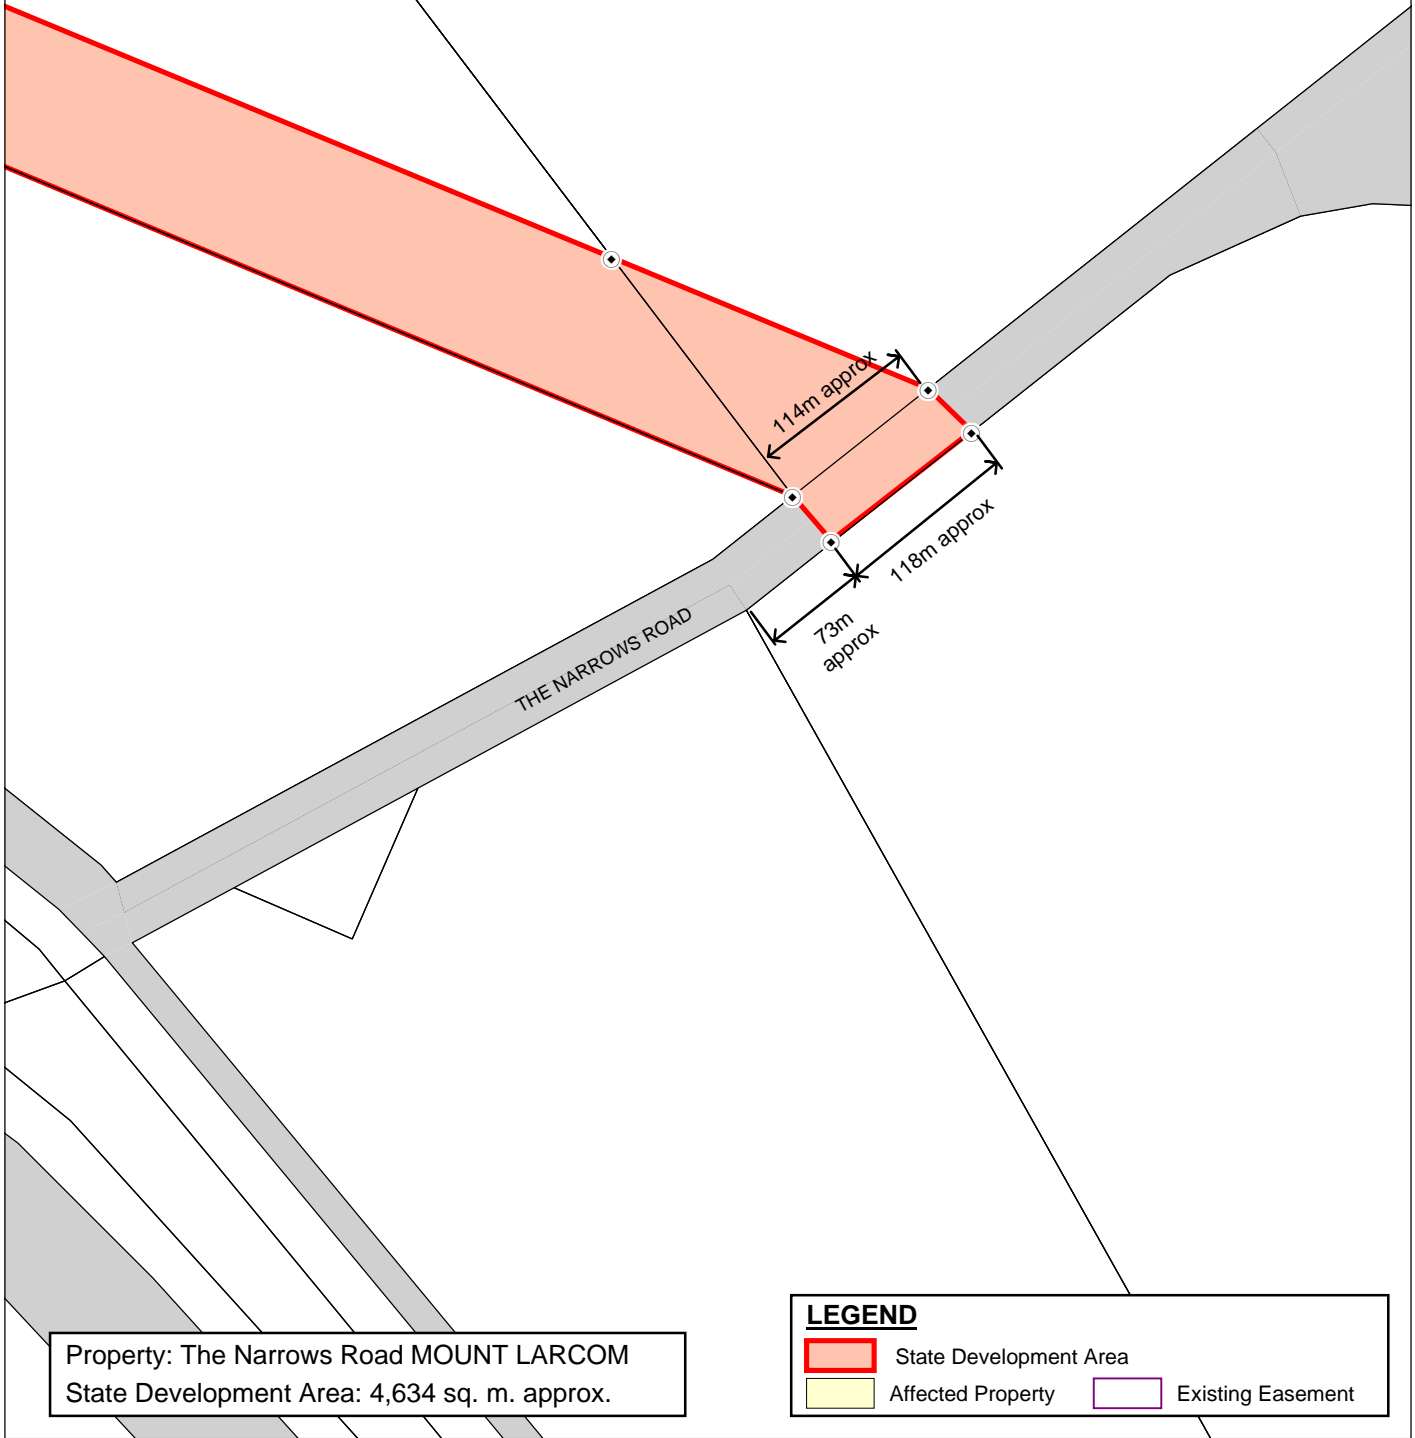 114m approx
118m approx
73m
approx
THE NARROWS ROAD
Property: The Narrows Road MOUNT LARCOM
State Development Area: 4,634 sq. m. approx.
LEGEND
State Development Area
Affected Property
Existing Easement